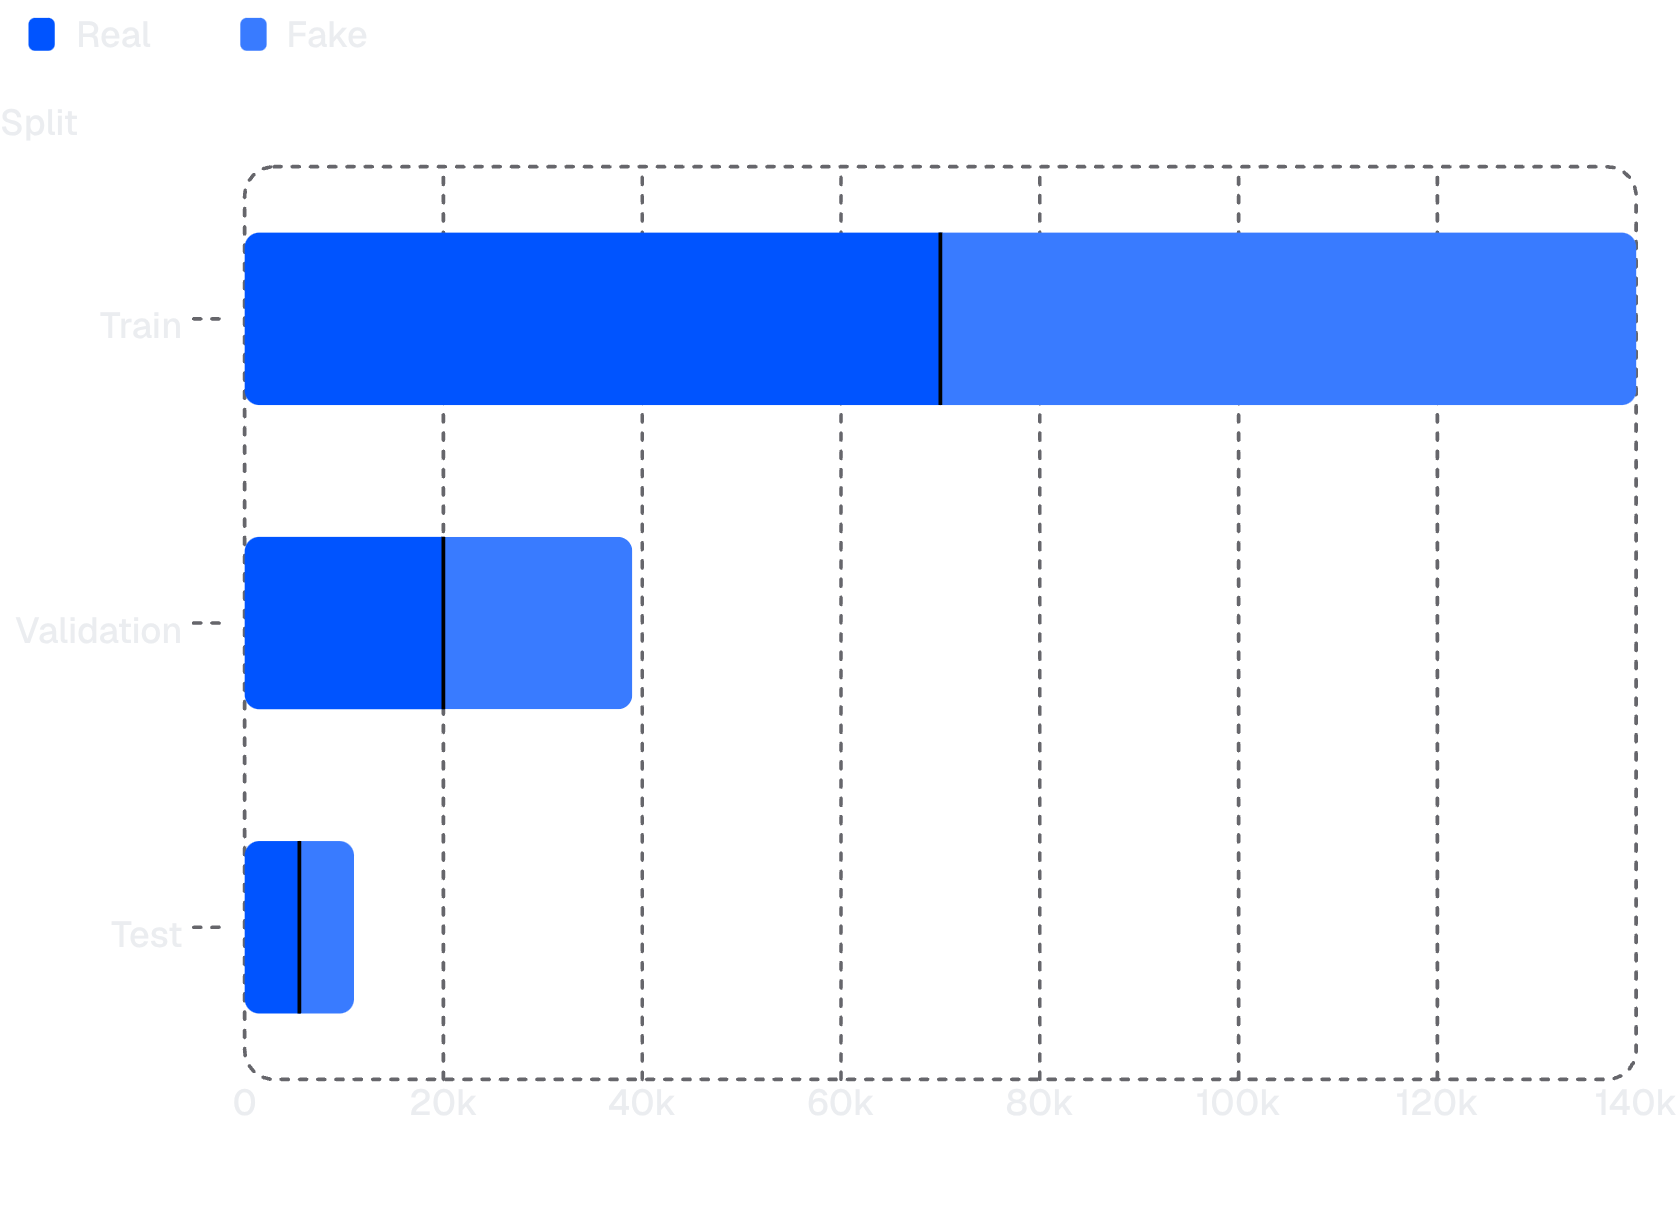 Real Fake
Split
Train
Validation
Test
0 20k 40k 60k 80k 100k 120k 140k